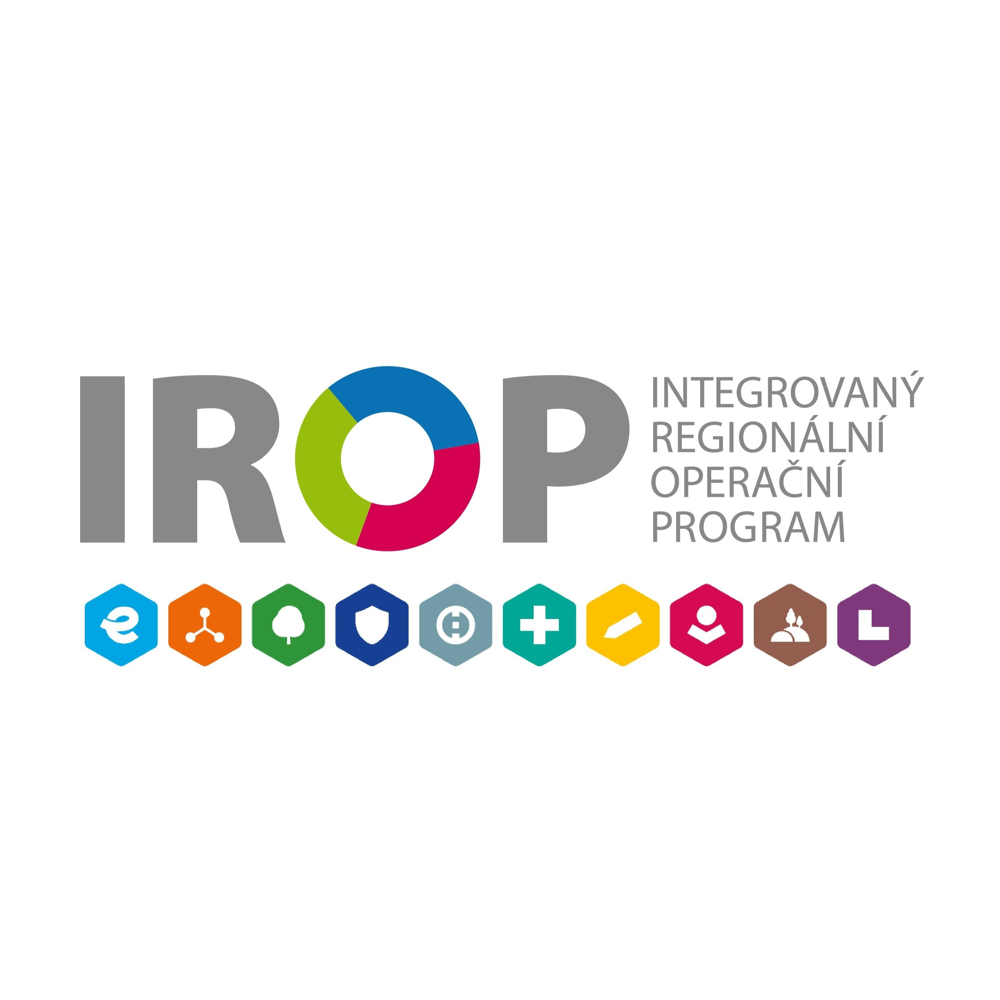 IROP
INTEGROVANÝ
REGIONÁLNÍ
OPERAČNÍ
PROGRAM